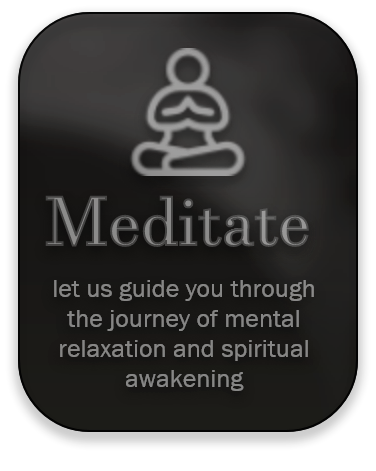 Meditate
let us guide you through
the journey of mental
relaxation and spiritual
awakening